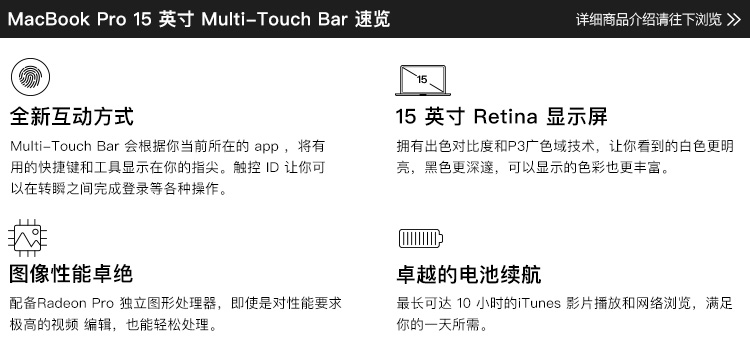 MacBook Pro 15 英寸 Multi-Touch Bar 速览
详细商品介绍请往下浏览 >>
全新互动方式
Multi-Touch Bar 会根据你当前所在的 app ，将有
用的快捷键和工具显示在你的指尖。触控 ID 让你可
以在转瞬之间完成登录等各种操作。
15
15 英寸 Retina 显示屏
拥有出色对比度和P3广色域技术，让你看到的白色更明
亮，黑色更深邃，可以显示的色彩也更丰富。
图像性能卓绝
配备Radeon Pro 独立图形处理器，即使是对性能要求
极高的视频 编辑，也能轻松处理。
卓越的电池续航
最长可达 10 小时的iTunes 影片播放和网络浏览，满足
你的一天所需。